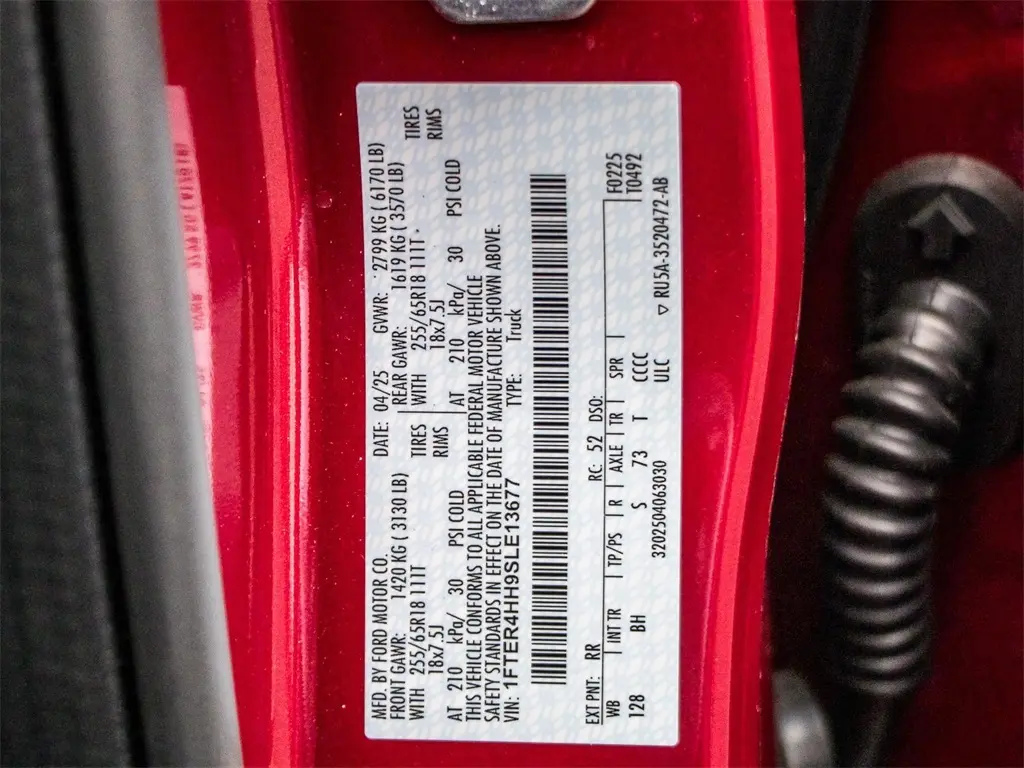 MFD. BY FORD MOTOR CO.
DATE: 04/25 GVWR: 2799 KG ( 6170 LB)
FRONT GAWR: 1420 KG ( 3130 LB)
REAR GAWR: 1619 KG ( 3570 LB)
WITH 255/65R18 111T TIRES
WITH 255/65R18 111T TIRES
18x7.5J RIMS
18x7.5J RIMS
AT 210 kPa/ 30 PSI COLD
AT 210 kPa/ 30 PSI COLD
THIS VEHICLE CONFORMS TO ALL APPLICABLE FEDERAL MOTOR VEHICLE
SAFETY STANDARDS IN EFFECT ON THE DATE OF MANUFACTURE SHOWN ABOVE.
VIN: 1FTER4HH9SLE13677 TYPE: Truck
EXT PNT: RR RC: 52 DSO: F0225
WB INT TR TP/PS R AXLE TR SPR T0492
128 BH S 73 T CCCC
3202504063030 ULC ▽ RU5A-3520472-AB